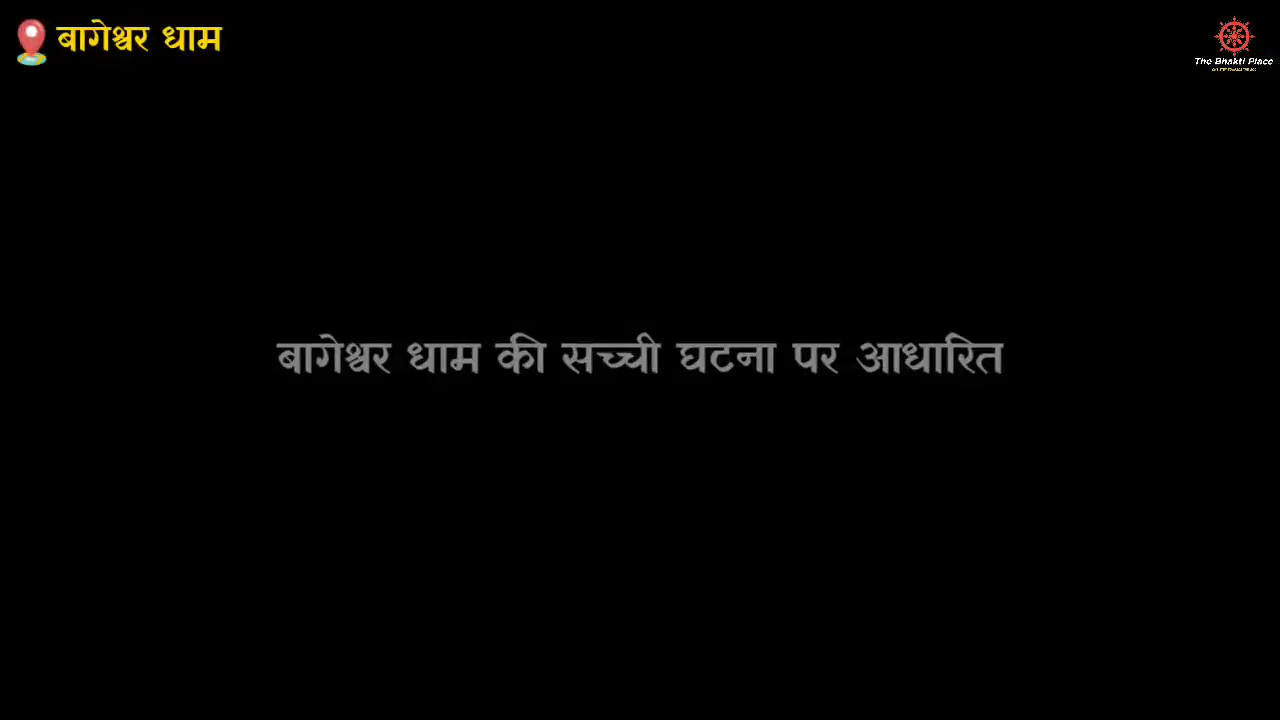 बागेश्वर धाम
The Bhakti Place
बागेश्वर धाम की सच्ची घटना पर आधारित